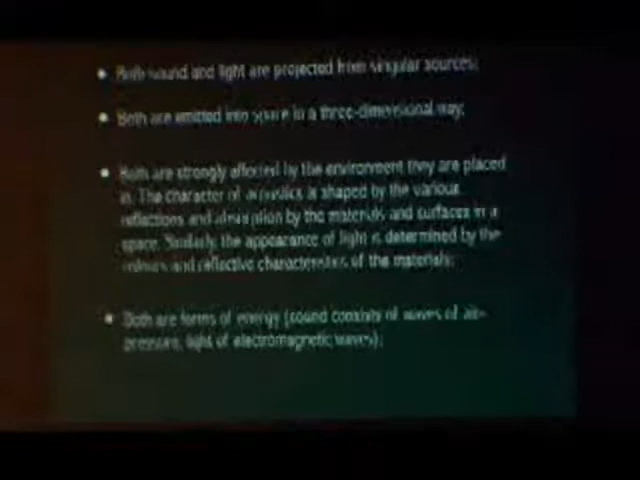 • Both sound and light are projected from singular sources;
• Both are emitted into space in a three-dimensional way;
• Both are strongly affected by the environment they are placed
in. The character of acoustics is shaped by the various
reflections and absorption by the materials and surfaces in a
space. Similarly, the appearance of light is determined by the
colours and reflective characteristics of the materials;
• Both are forms of energy (sound consists of waves of air-
pressure, light of electromagnetic waves);